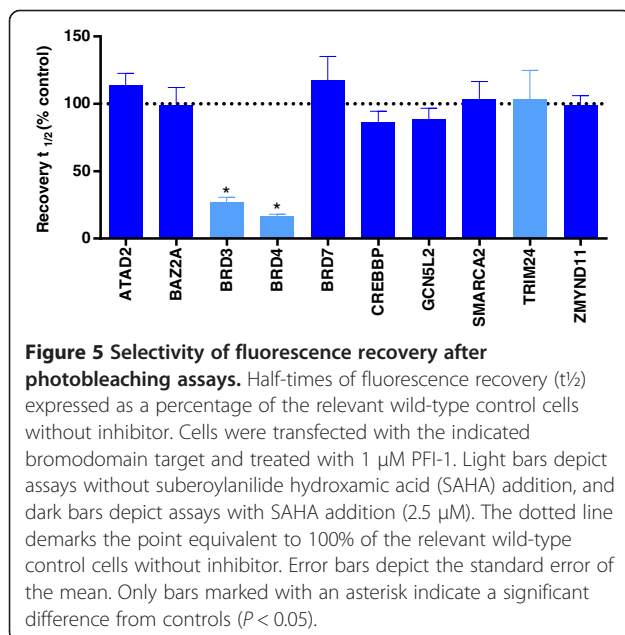 150
100
50
0
Recovery t 1/2 (% control)
* *
ATAD2
BAZ2A
BRD3
BRD4
BRD7
CREBBP
GCN5L2
SMARCA2
TRIM24
ZMYND11
Figure 5 Selectivity of fluorescence recovery after
photobleaching assays. Half-times of fluorescence recovery (t½)
expressed as a percentage of the relevant wild-type control cells
without inhibitor. Cells were transfected with the indicated
bromodomain target and treated with 1 μM PFI-1. Light bars depict
assays without suberoylanilide hydroxamic acid (SAHA) addition, and
dark bars depict assays with SAHA addition (2.5 μM). The dotted line
demarks the point equivalent to 100% of the relevant wild-type
control cells without inhibitor. Error bars depict the standard error of
the mean. Only bars marked with an asterisk indicate a significant
difference from controls (P < 0.05).